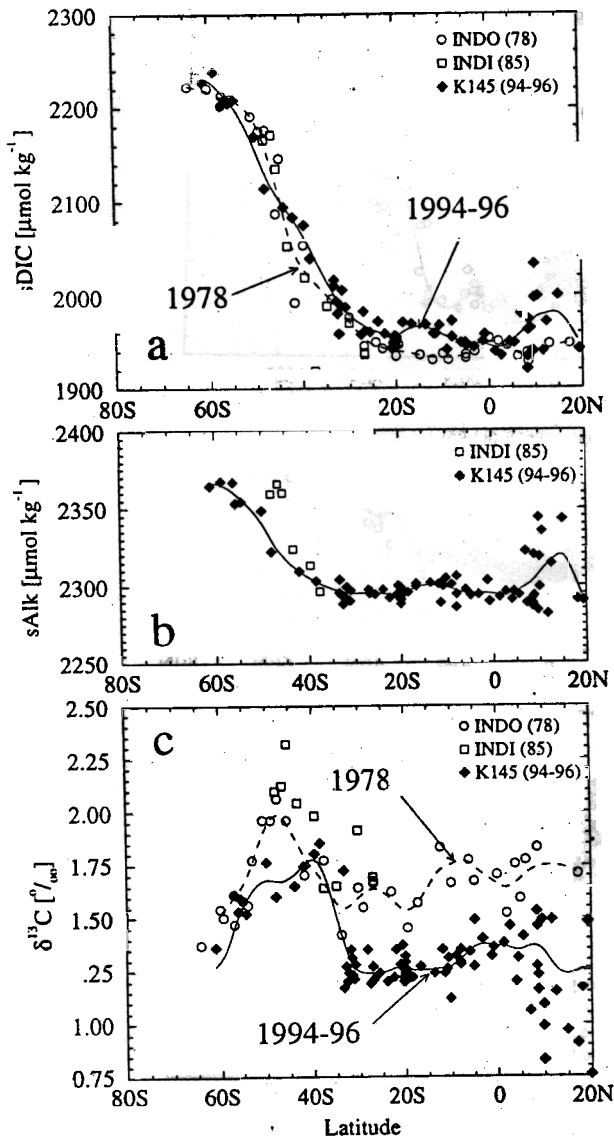 2300
2200
2100
2000
1900
DIC [μmol kg⁻¹]
○ INDO (78)
□ INDI (85)
◆ K145 (94-96)
1994-96
1978
a
80S 60S 40S 20S 0 20N
2400
2350
2300
2250
sAlk [μmol kg⁻¹]
□ INDI (85)
◆ K145 (94-96)
b
80S 60S 40S 20S 0 20N
2.50
2.25
2.00
1.75
1.50
.25
1.00
0.75
δ¹³C [‰]
c
○ INDO (78)
□ INDI (85)
◆ K145 (94-96)
1978
1994-96
80S 60S 40S 20S 0 20N
Latitude